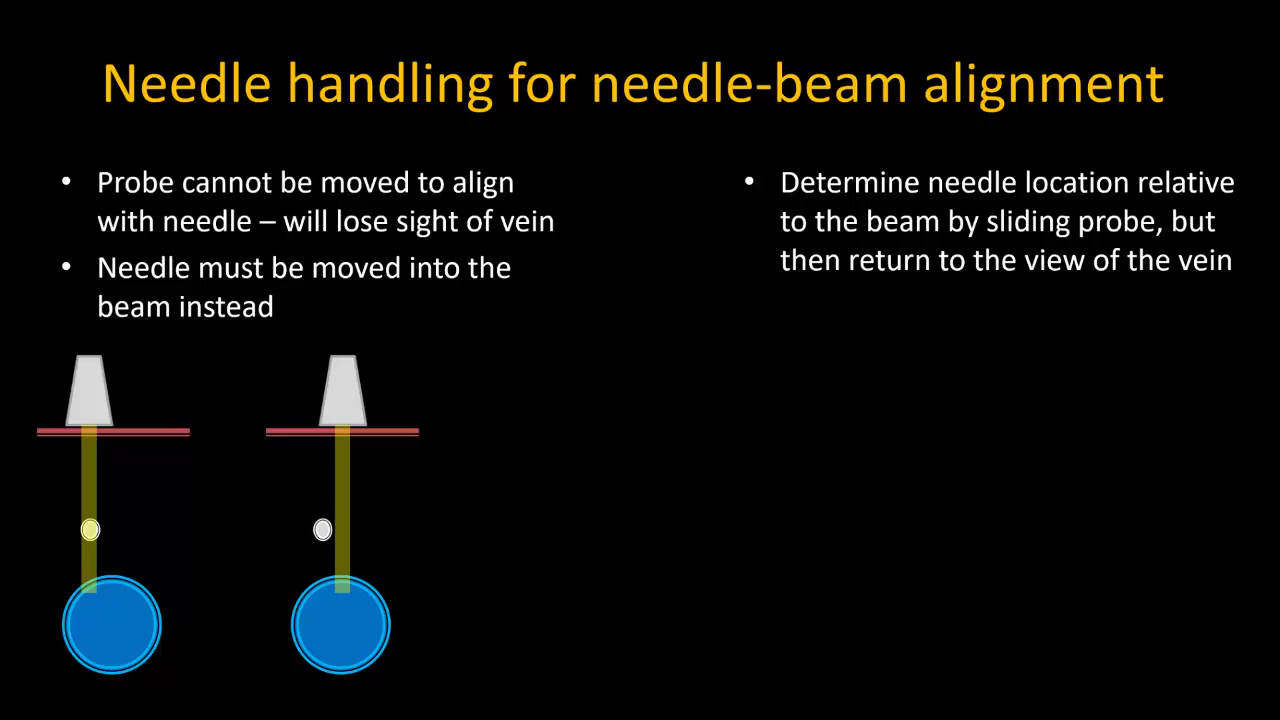 Needle handling for needle-beam alignment
• Probe cannot be moved to align
with needle – will lose sight of vein
• Needle must be moved into the
beam instead
• Determine needle location relative
to the beam by sliding probe, but
then return to the view of the vein